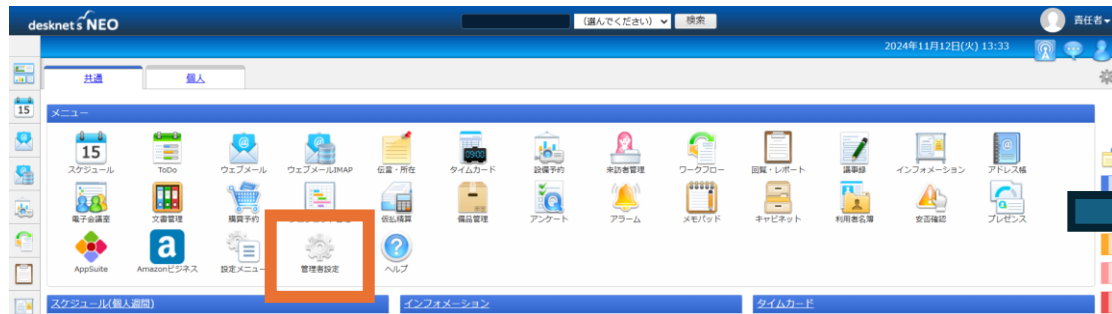 desknet's NEO
(選んでください)
検索
責任者
2024年11月12日(火) 13:33
共通 個人
15
メニュー
15
09:00
スケジュール ToDo ウェブメール ウェブメールIMAP 伝言・所在 タイムカード 設備予約 来訪者管理 ワークフロー 回覧・レポート 議事録 インフォメーション アドレス帳
電子会議室 文書管理 購買予約 仮払精算 備品管理 アンケート アラーム メモパッド キャビネット 利用者名簿 安否確認 プレゼンス
AppSuite Amazonビジネス 設定メニュー 管理者設定 ヘルプ
スケジュール(個人週間) インフォメーション タイムカード